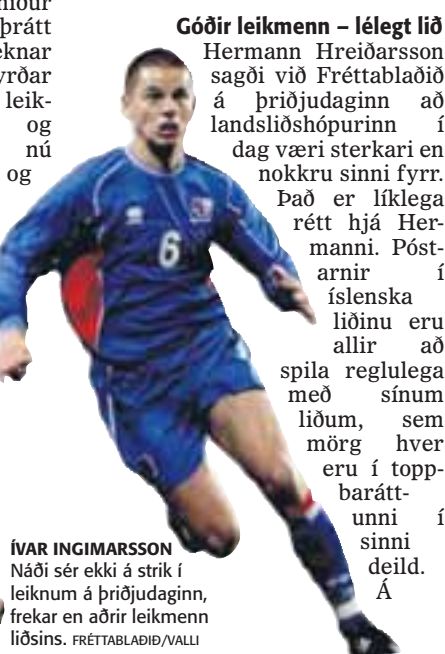 niður
þrátt
eknar
yrðar
leik-
og
nú
og
Góðir leikmenn – lélegt lið
Hermann Hreiðarsson
sagði við Fréttablaðið
á þriðjudaginn að
landsliðshópurinn í
dag væri sterkari en
nokkru sinni fyrr.
Það er líklega
rétt hjá Her-
manni. Póst-
arnir í
íslenska
liðinu eru
allir að
spila reglulega
með sínum
liðum, sem
mörg hver
eru í topp-
barátt-
unni í
sinni
deild.
Á
6
ÍVAR INGIMARSSON
Náði sér ekki á strik í
leiknum á þriðjudaginn,
frekar en aðrir leikmenn
liðsins. FRÉTTABLAÐIÐ/VALLI